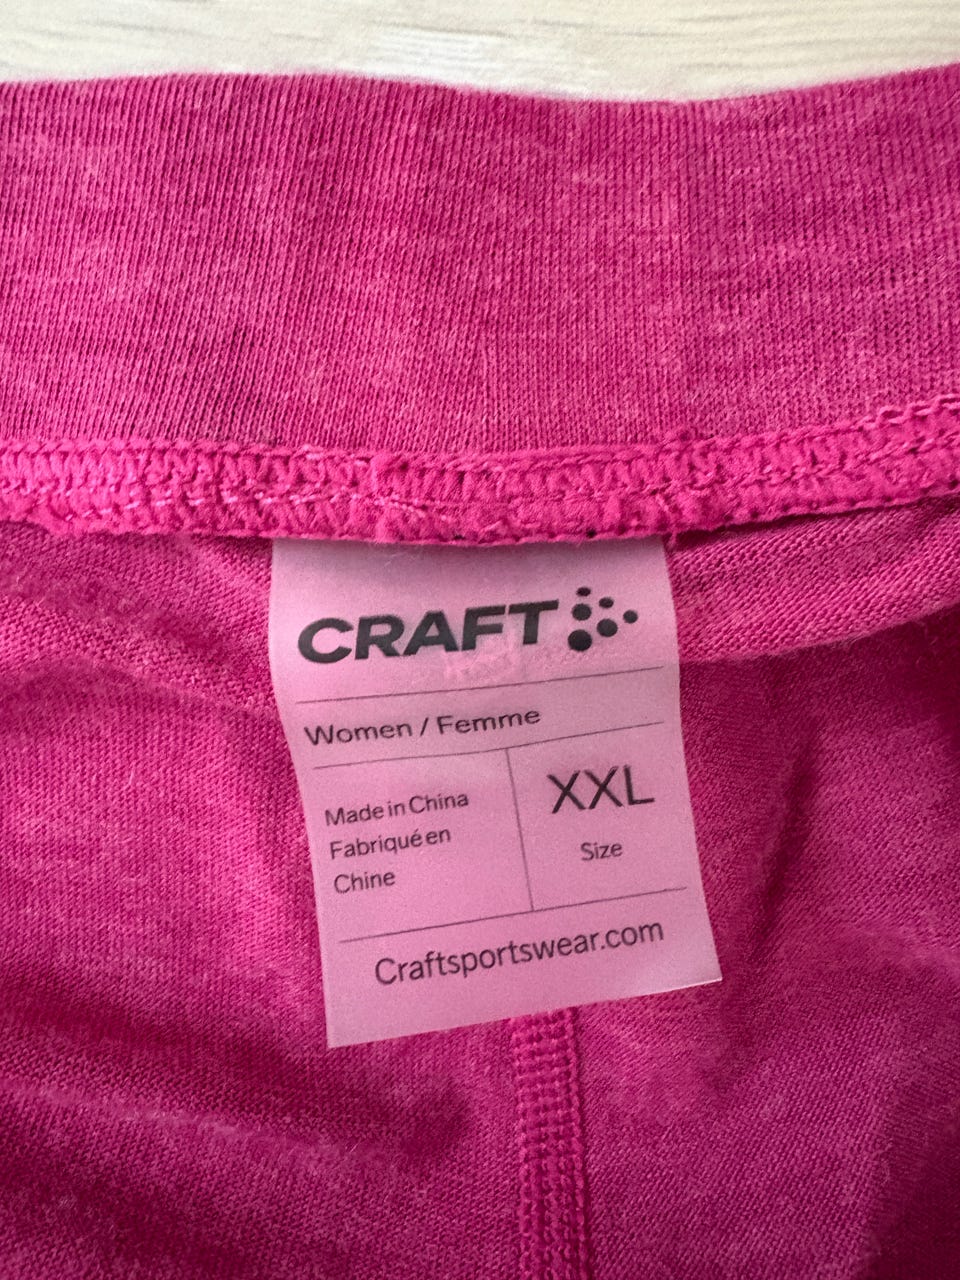 CRAFT
Women / Femme
Made in China
Fabriqué en
Chine
XXL
Size
Craftsportswear.com